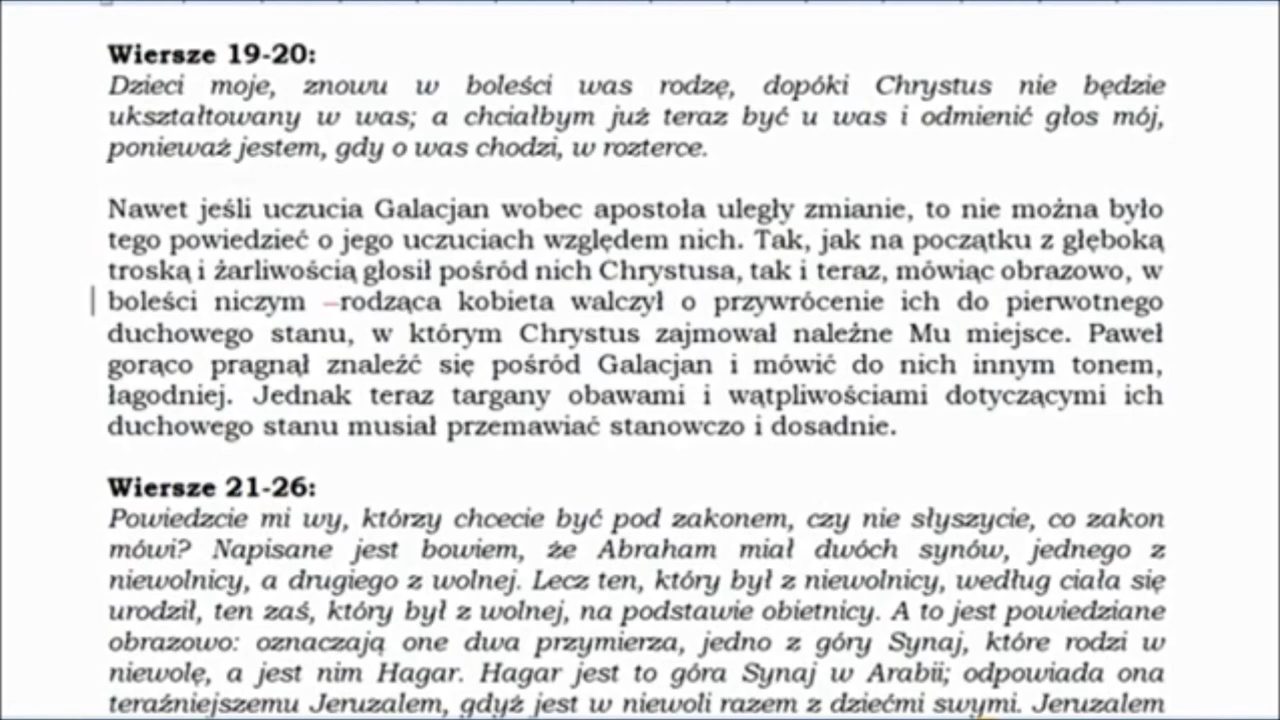 Wiersze 19-20:
Dzieci moje, znowu w boleści was rodzę, dopóki Chrystus nie będzie
ukształtowany w was; a chciałbym już teraz być u was i odmienić głos mój,
ponieważ jestem, gdy o was chodzi, w rozterce.
Nawet jeśli uczucia Galacjan wobec apostoła uległy zmianie, to nie można było
tego powiedzieć o jego uczuciach względem nich. Tak, jak na początku z głęboką
troską i żarliwością głosił pośród nich Chrystusa, tak i teraz, mówiąc obrazowo, w
boleści niczym –rodząca kobieta walczył o przywrócenie ich do pierwotnego
duchowego stanu, w którym Chrystus zajmował należne Mu miejsce. Paweł
gorąco pragnął znaleźć się pośród Galacjan i mówić do nich innym tonem,
łagodniej. Jednak teraz targany obawami i wątpliwościami dotyczącymi ich
duchowego stanu musiał przemawiać stanowczo i dosadnie.
Wiersze 21-26:
Powiedzcie mi wy, którzy chcecie być pod zakonem, czy nie słyszycie, co zakon
mówi? Napisane jest bowiem, że Abraham miał dwóch synów, jednego z
niewolnicy, a drugiego z wolnej. Lecz ten, który był z niewolnicy, według ciała się
urodził, ten zaś, który był z wolnej, na podstawie obietnicy. A to jest powiedziane
obrazowo: oznaczają one dwa przymierza, jedno z góry Synaj, które rodzi w
niewolę, a jest nim Hagar. Hagar jest to góra Synaj w Arabii; odpowiada ona
teraźniejszemu Jeruzalem, gdyż jest w niewoli razem z dziećmi swymi. Jeruzalem